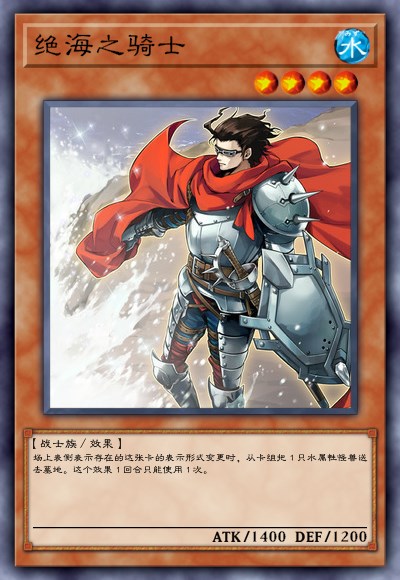 绝海之骑士
水
【战士族/效果】
场上表侧表示存在的这张卡的表示形式变更时，从卡组把1只水属性怪兽送
去墓地。这个效果1回合只能使用1次。
ATK/1400 DEF/1200